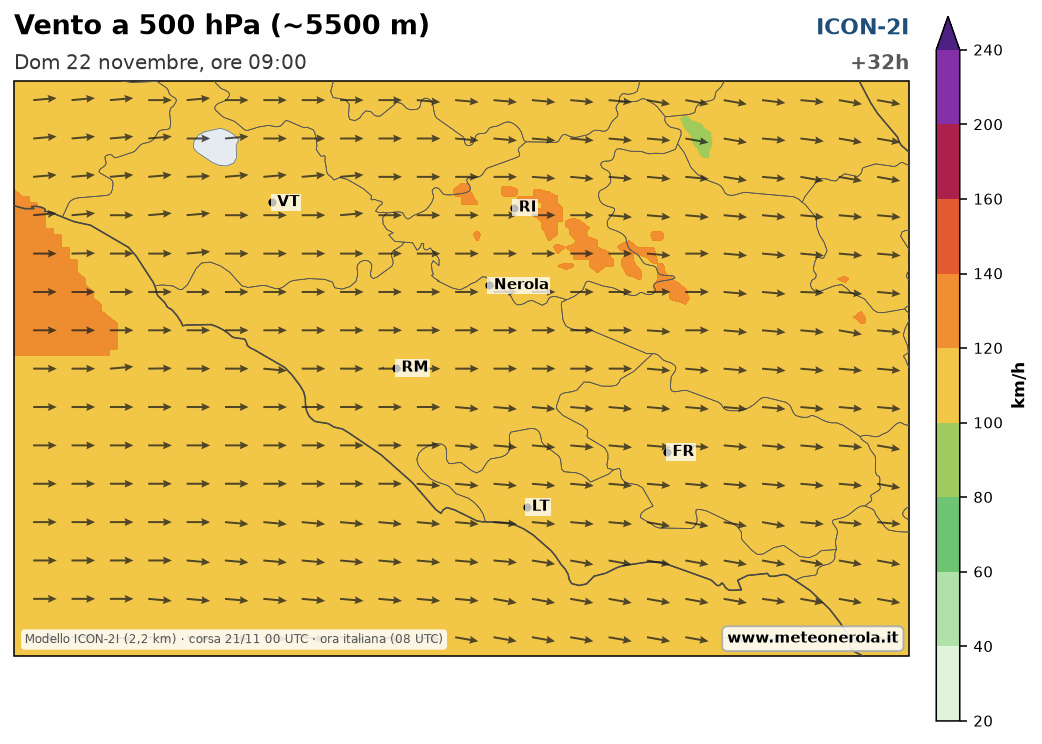 Vento a 500 hPa (~5500 m)
ICON-2I
Dom 22 novembre, ore 09:00
+32h
VT
RI
Nerola
RM
FR
LT
Modello ICON-2I (2,2 km) · corsa 21/11 00 UTC · ora italiana (08 UTC)
www.meteonerola.it
240
200
160
140
120
100
80
60
40
20
km/h